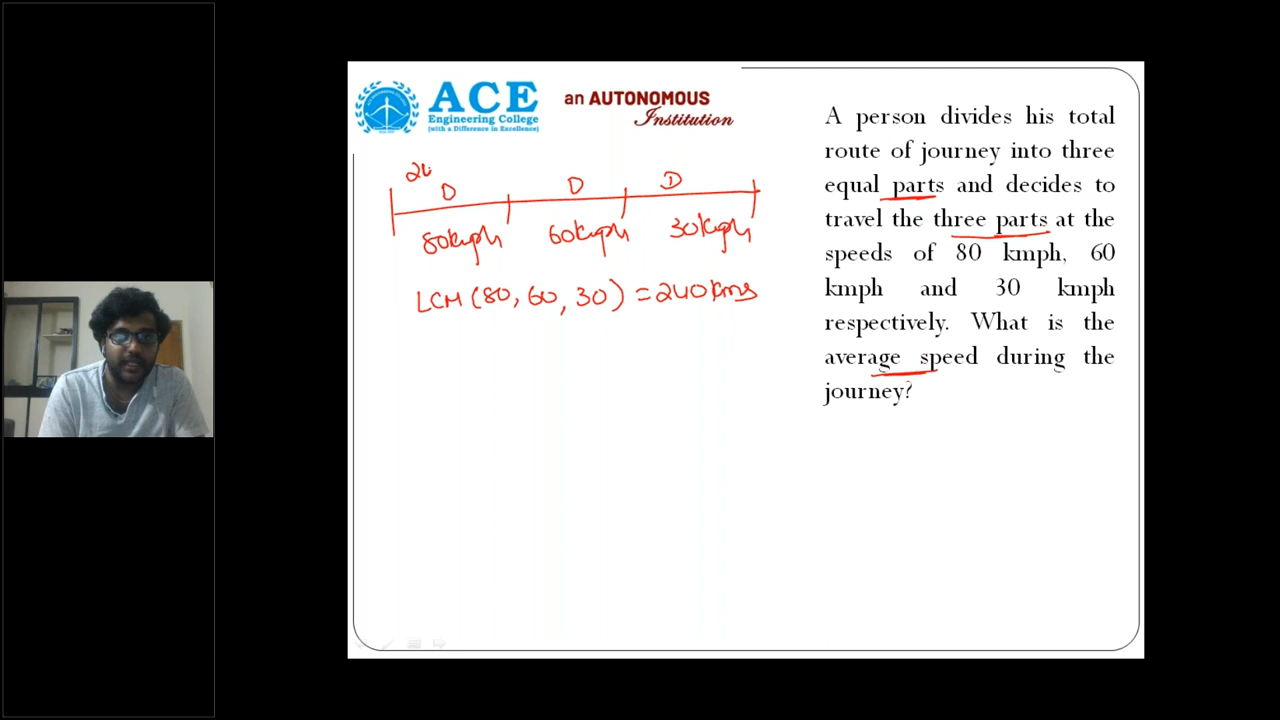 ACE
Engineering College
(with a Difference in Excellence)
an AUTONOMOUS
Institution
A person divides his total
route of journey into three
equal parts and decides to
travel the three parts at the
speeds of 80 kmph, 60
kmph and 30 kmph
respectively. What is the
average speed during the
journey?
D D D
80kmph 60kmph 30kmph
LCM (80, 60, 30) = 240kms